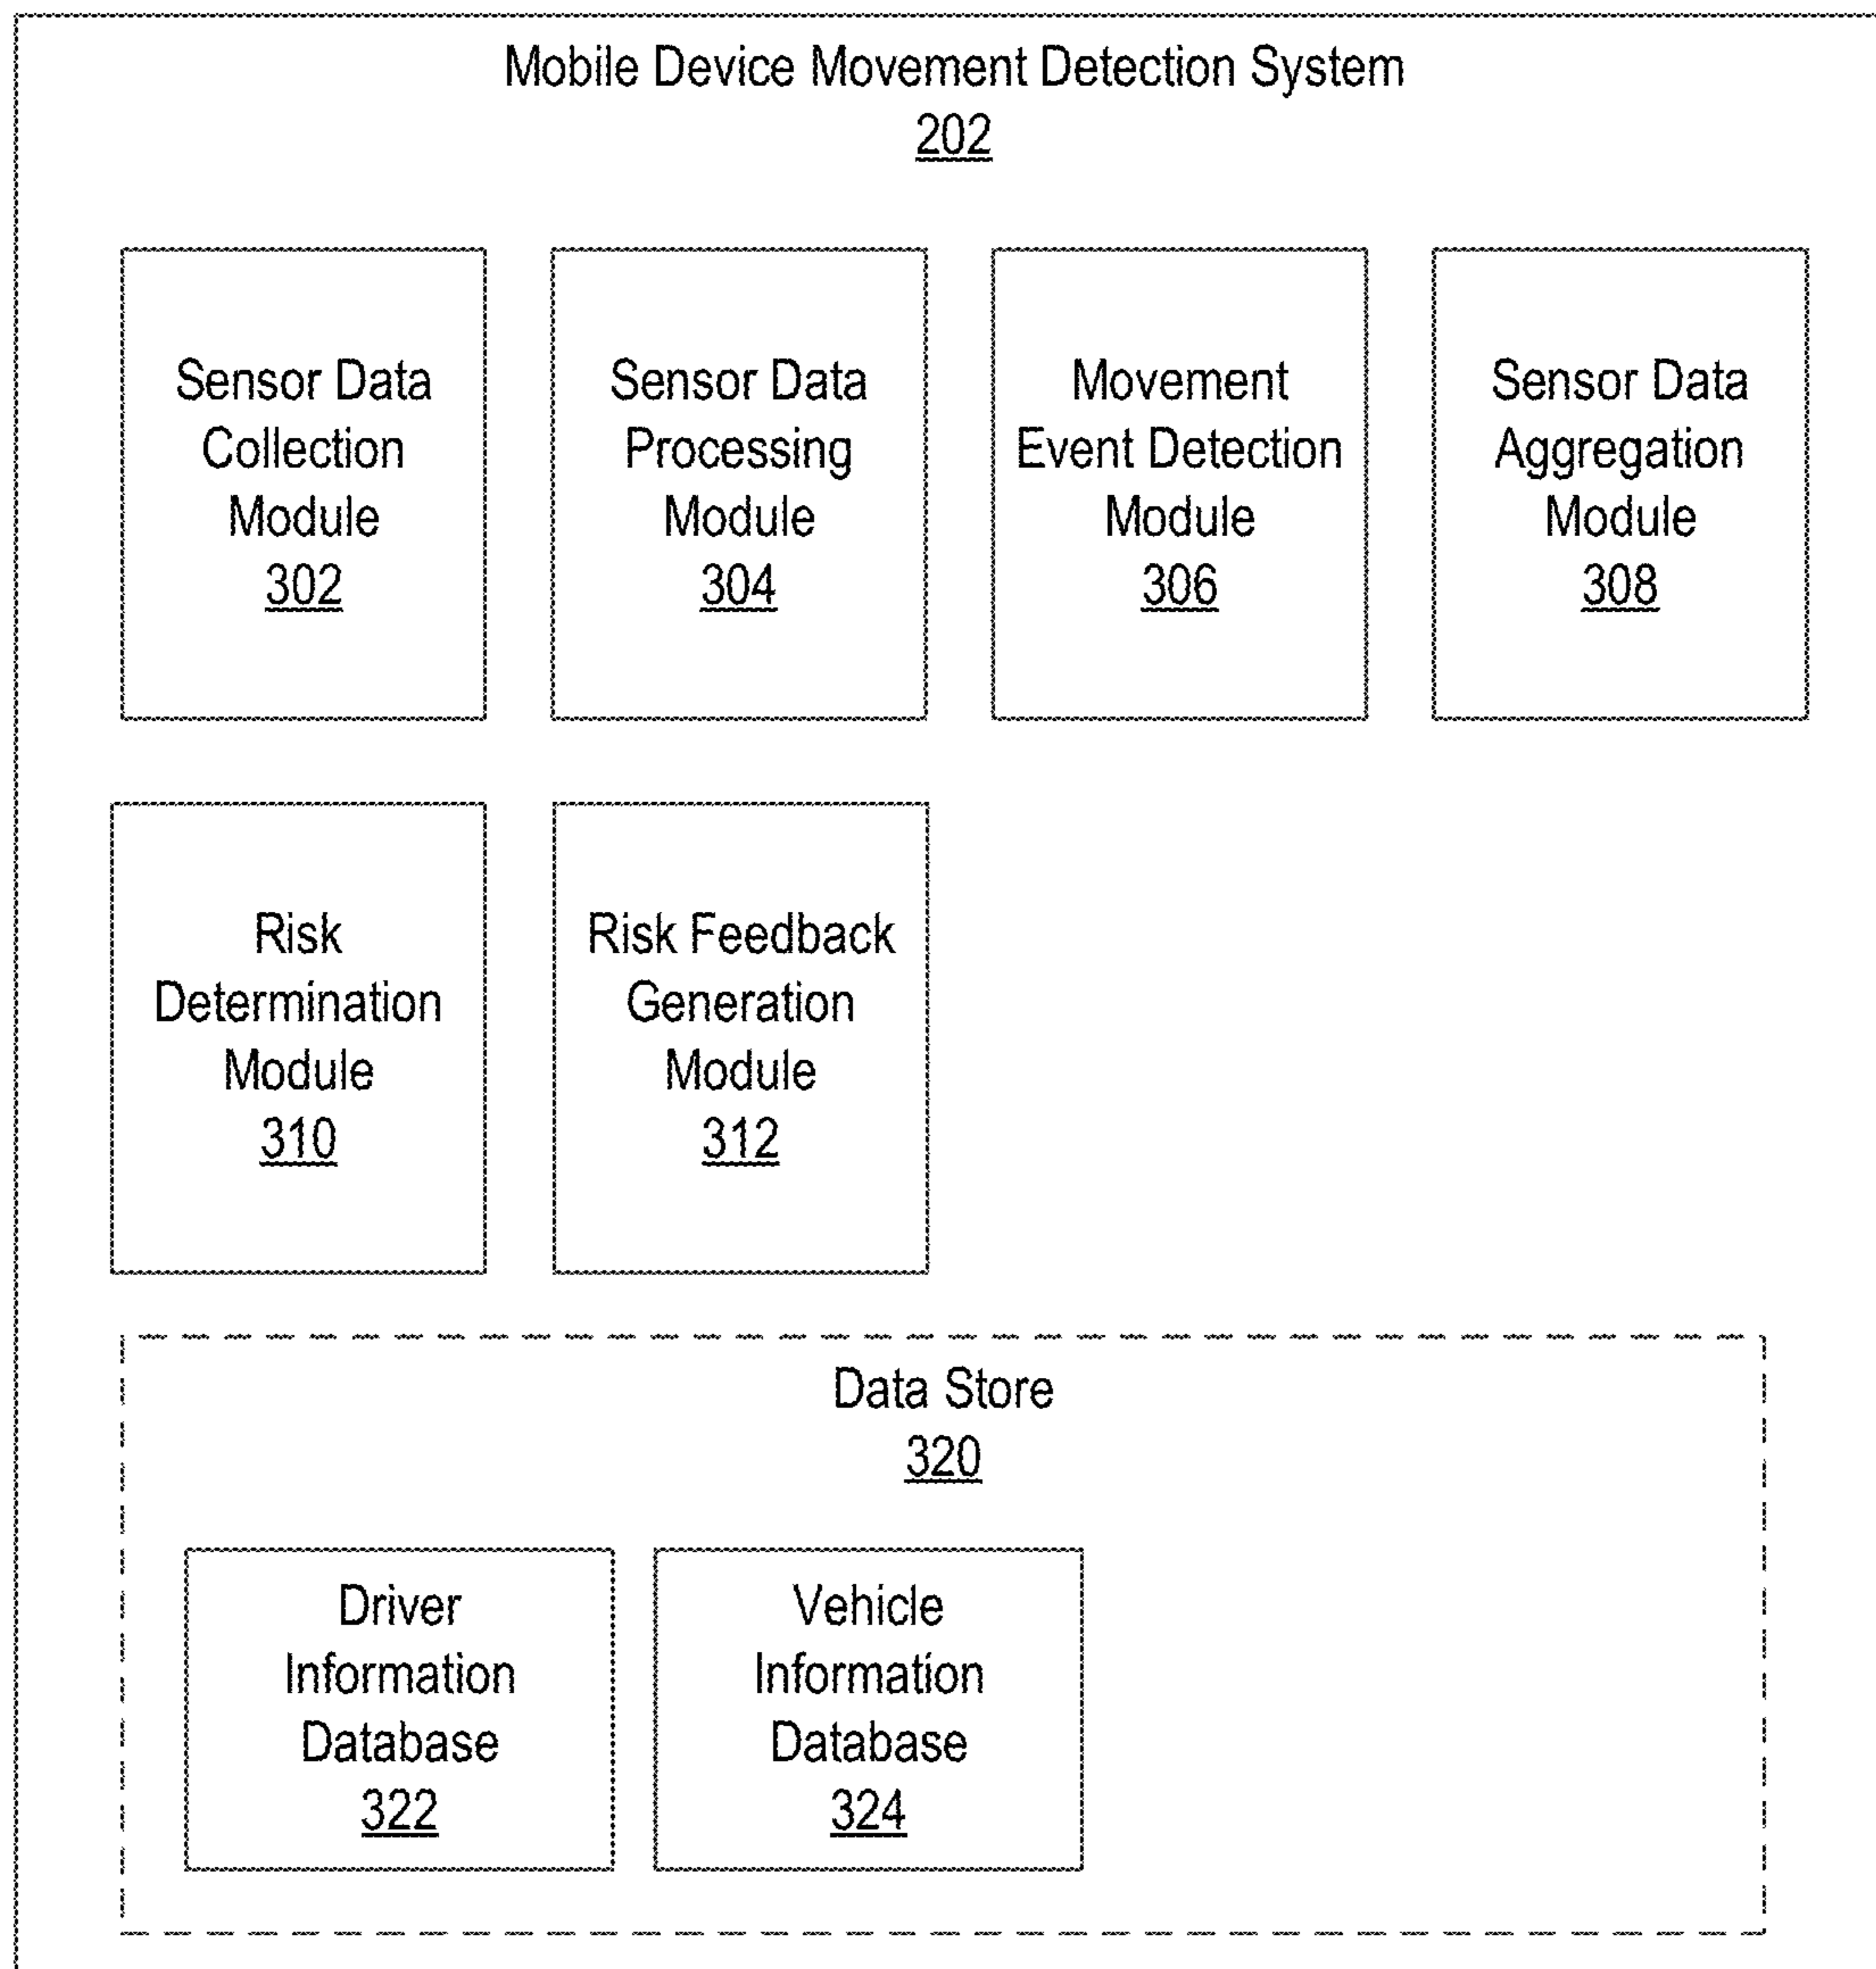 Mobile Device Movement Detection System
202
Sensor Data
Collection
Module
302
Sensor Data
Processing
Module
304
Movement
Event Detection
Module
306
Sensor Data
Aggregation
Module
308
Risk
Determination
Module
310
Risk Feedback
Generation
Module
312
Data Store
320
Driver
Information
Database
322
Vehicle
Information
Database
324